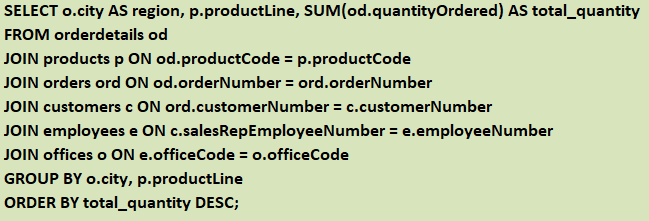 SELECT o.city AS region, p.productLine, SUM(od.quantityOrdered) AS total_quantity
FROM orderdetails od
JOIN products p ON od.productCode = p.productCode
JOIN orders ord ON od.orderNumber = ord.orderNumber
JOIN customers c ON ord.customerNumber = c.customerNumber
JOIN employees e ON c.salesRepEmployeeNumber = e.employeeNumber
JOIN offices o ON e.officeCode = o.officeCode
GROUP BY o.city, p.productLine
ORDER BY total_quantity DESC;